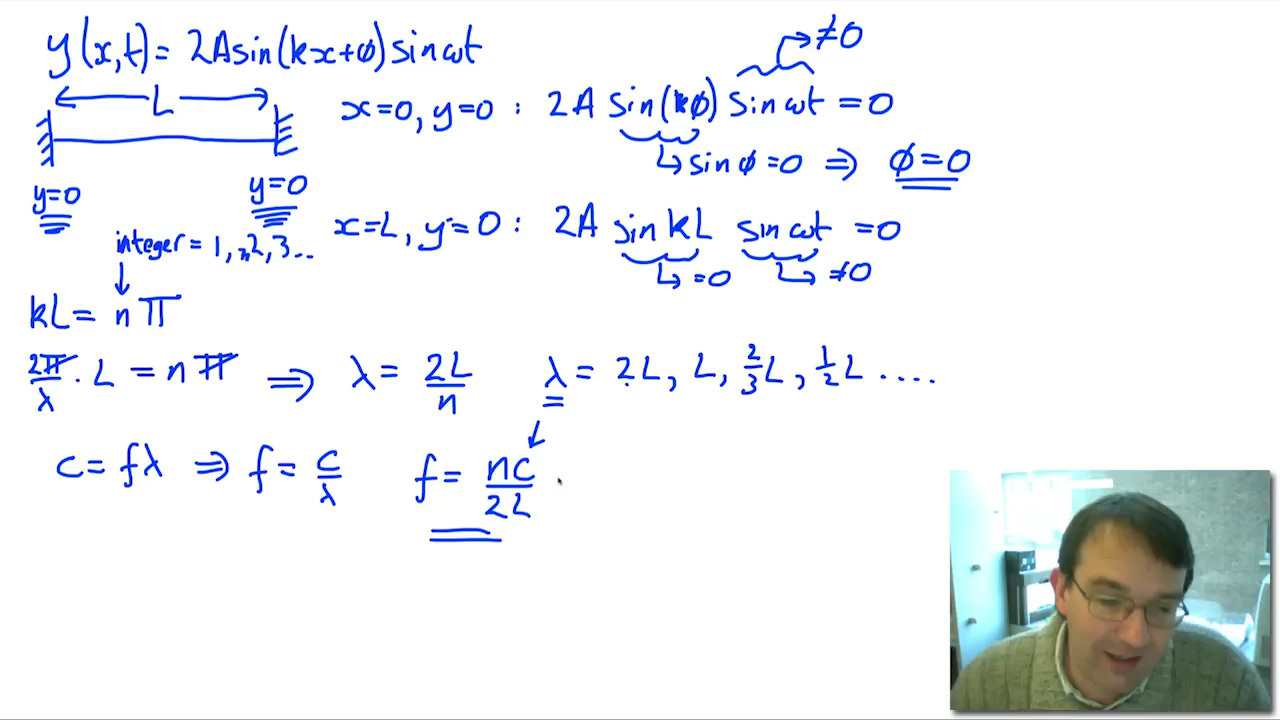 y(x,t) = 2A sin(kx+φ) sin ωt
≠0
L
x=0, y=0 : 2A sin(φ) sin ωt = 0
↳ sin φ = 0 ⇒ φ = 0
y=0 y=0
x=L, y=0 : 2A sin kL sin ωt = 0
↳ =0 ↳ ≠0
integer = 1, 2, 3...
kL = nπ
2π/λ · L = nπ ⇒ λ = 2L/n λ = 2L, L, 2/3 L, 1/2 L ....
c = fλ ⇒ f = c/λ f = nc/2L